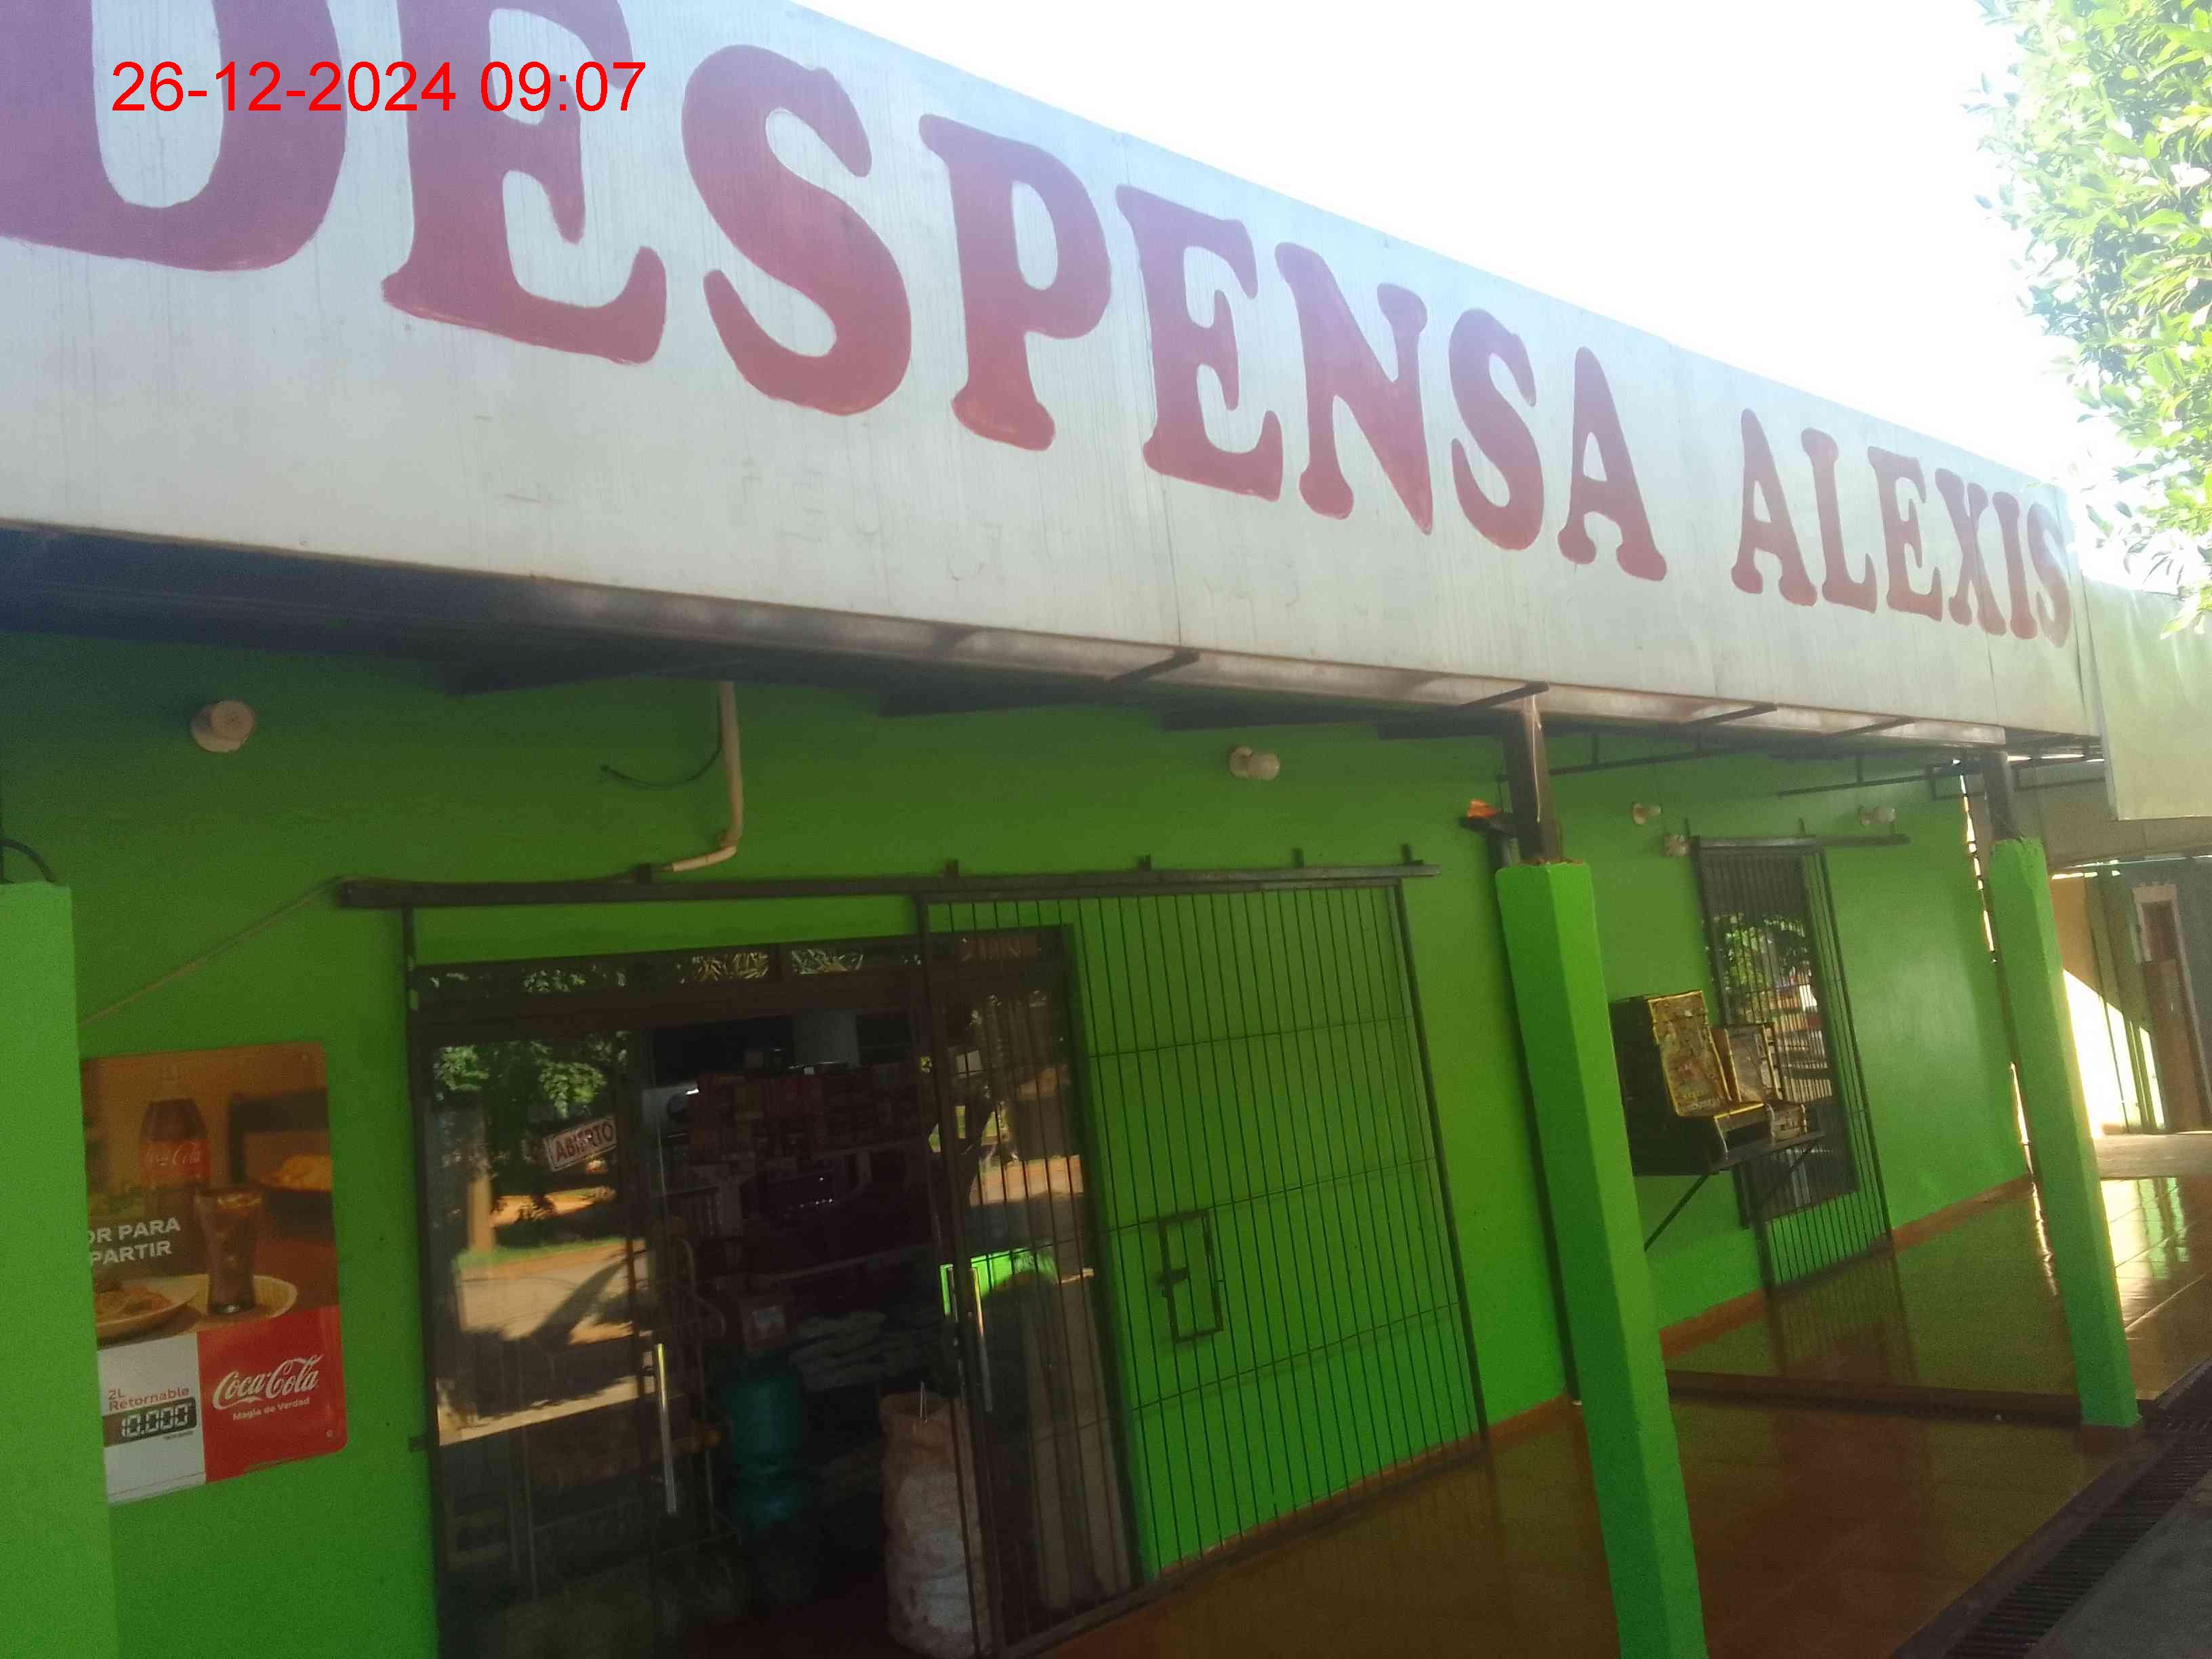 26-12-2024 09:07
DESPENSA ALEXIS
ABIERTO
Coca-Cola
OR PARA
PARTIR
2L
Retornable
10.000
Coca-Cola
Magia de Verdad